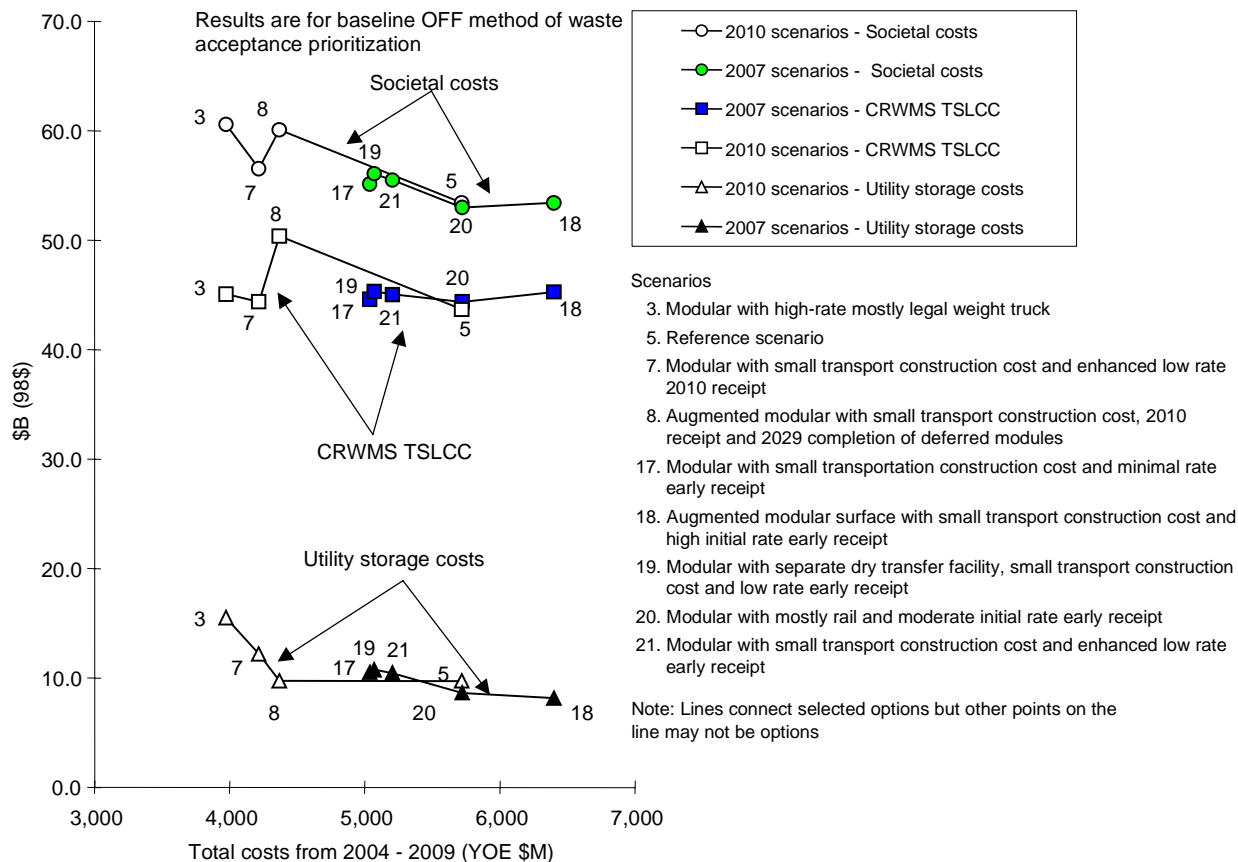 Results are for baseline OFF method of waste
acceptance prioritization
70.0
60.0
50.0
40.0
30.0
20.0
10.0
0.0
$B (98$)
3,000
4,000
5,000
6,000
7,000
Total costs from 2004 - 2009 (YOE $M)
Societal costs
3
8
7
19
17
21
5
20
18
8
3
7
19
17
21
20
5
18
CRWMS TSLCC
Utility storage costs
3
7
8
19
21
17
5
20
18
2010 scenarios - Societal costs
2007 scenarios - Societal costs
2007 scenarios - CRWMS TSLCC
2010 scenarios - CRWMS TSLCC
2010 scenarios - Utility storage costs
2007 scenarios - Utility storage costs
Scenarios
3. Modular with high-rate mostly legal weight truck
5. Reference scenario
7. Modular with small transport construction cost and enhanced low rate
2010 receipt
8. Augmented modular with small transport construction cost, 2010
receipt and 2029 completion of deferred modules
17. Modular with small transportation construction cost and minimal rate
early receipt
18. Augmented modular surface with small transport construction cost and
high initial rate early receipt
19. Modular with separate dry transfer facility, small transport construction
cost and low rate early receipt
20. Modular with mostly rail and moderate initial rate early receipt
21. Modular with small transport construction cost and enhanced low rate
early receipt
Note: Lines connect selected options but other points on the
line may not be options